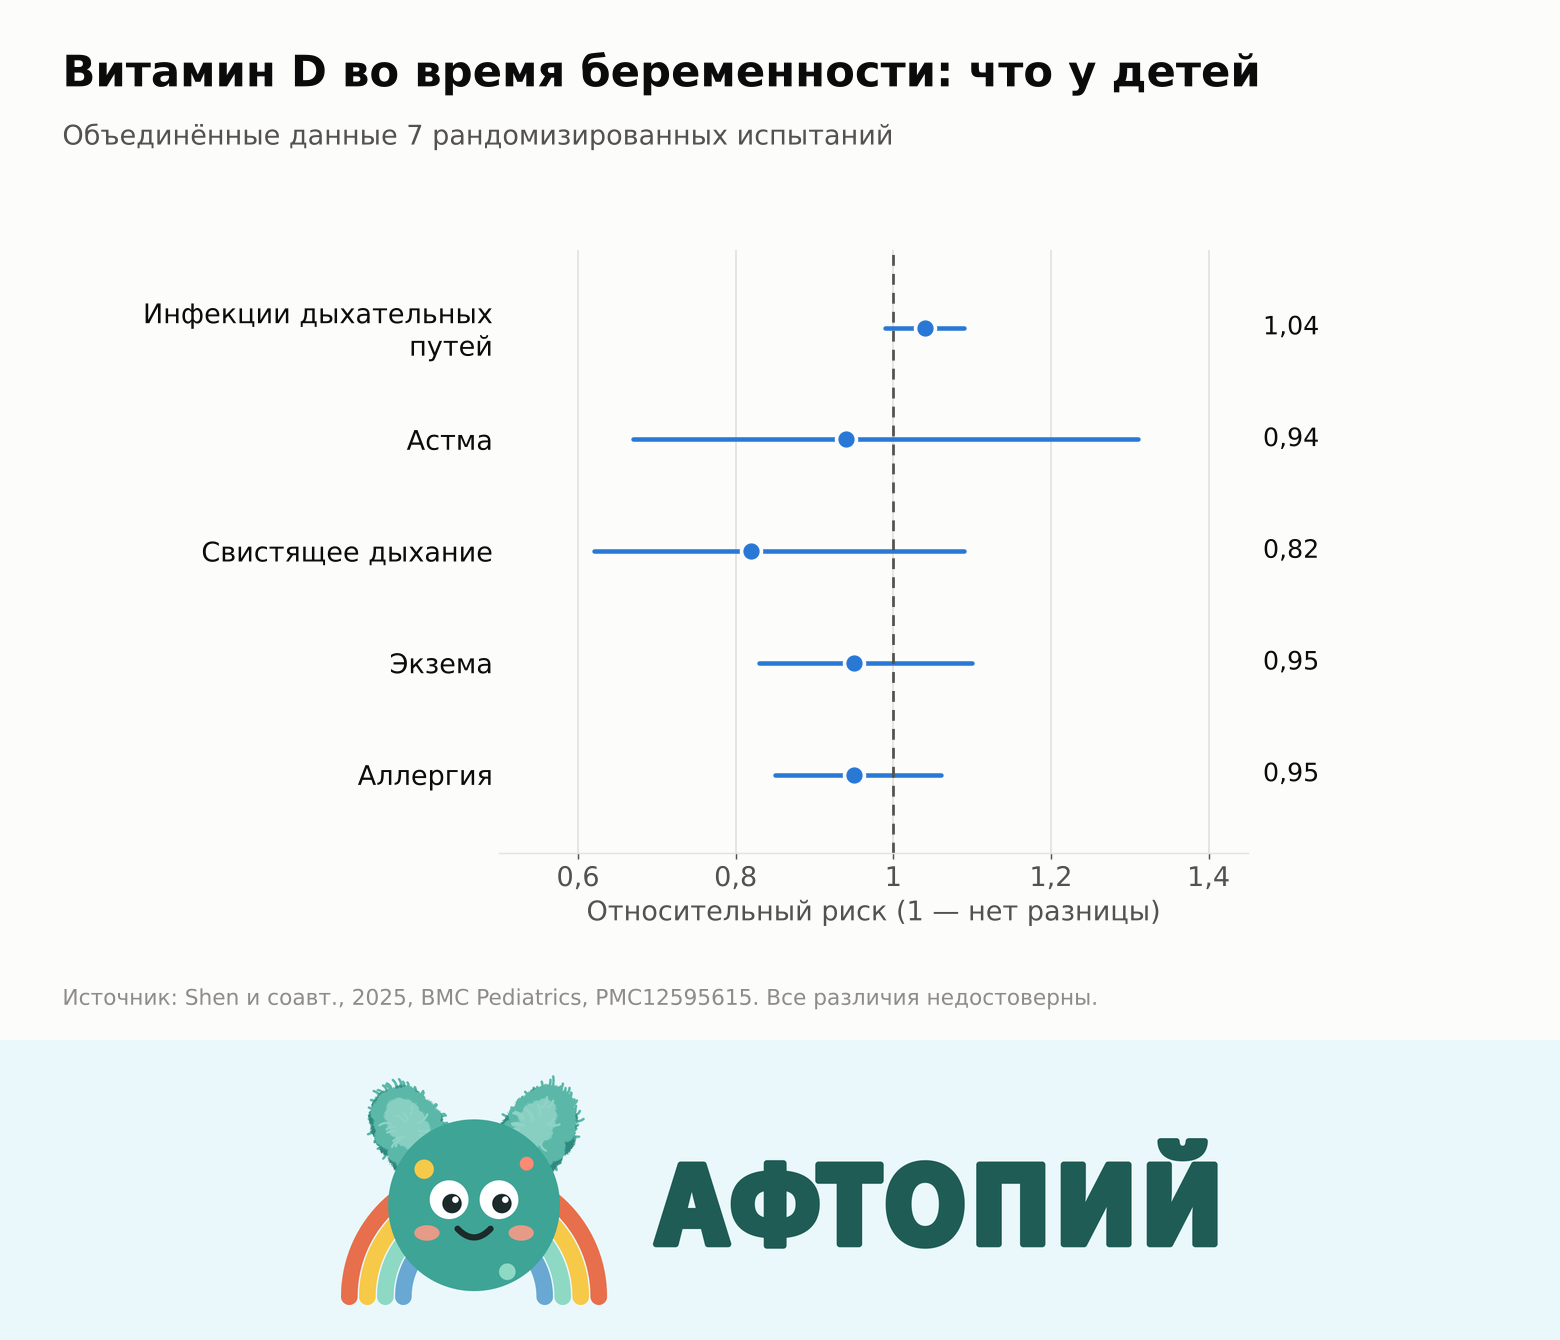 Витамин D во время беременности: что у детей
Объединённые данные 7 рандомизированных испытаний
Инфекции дыхательных
путей
1,04
Астма
0,94
Свистящее дыхание
0,82
Экзема
0,95
Аллергия
0,95
0,6 0,8 1 1,2 1,4
Относительный риск (1 — нет разницы)
Источник: Shen и соавт., 2025, BMC Pediatrics, PMC12595615. Все различия недостоверны.
АФТОПИЙ